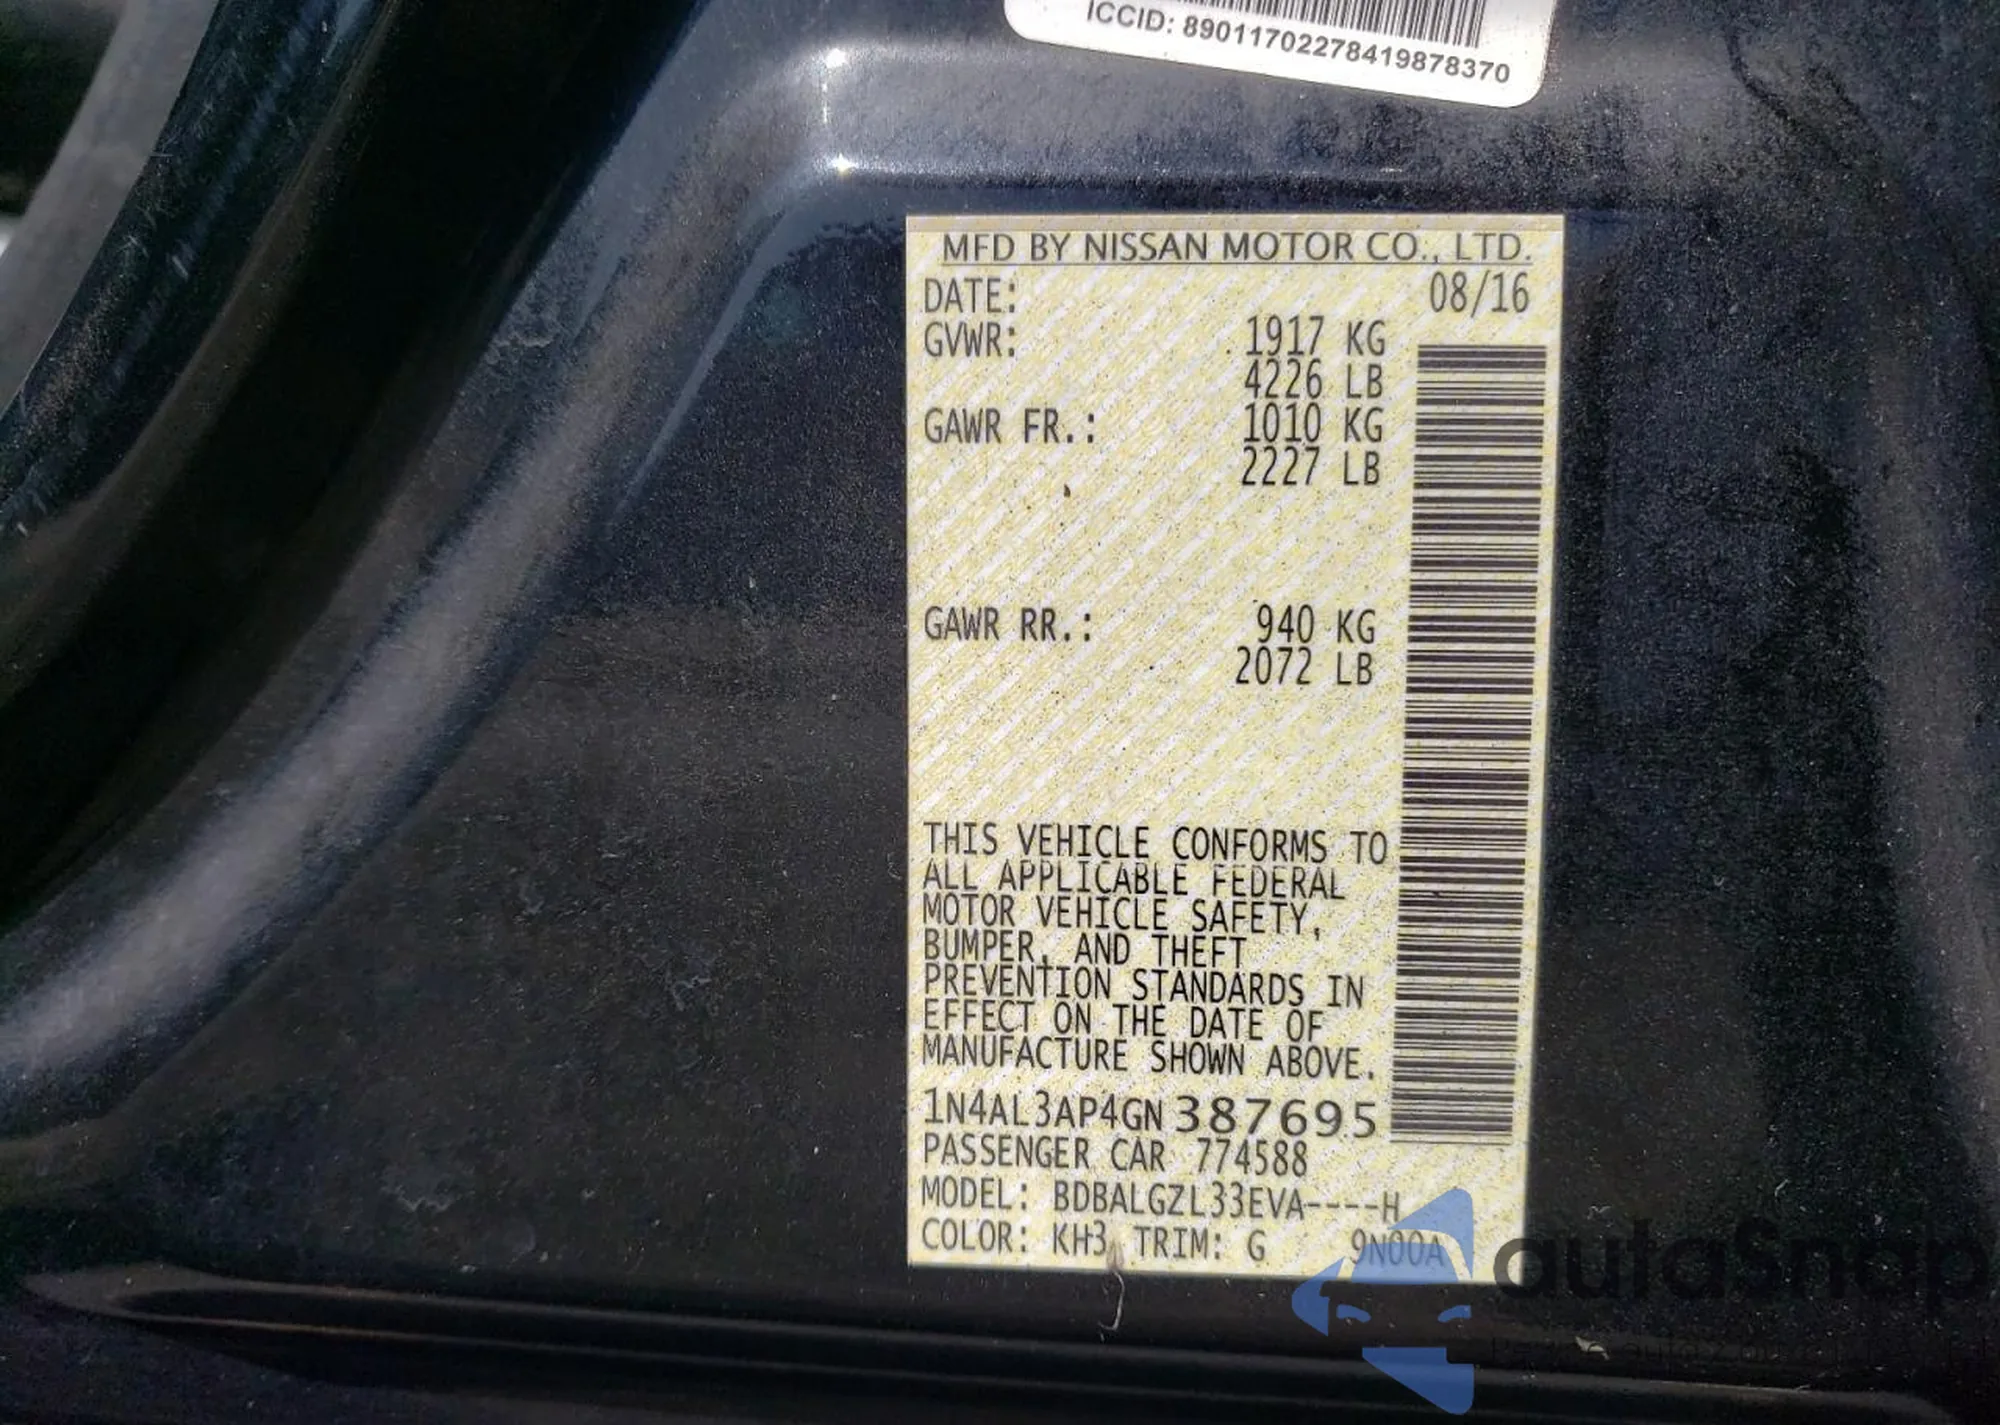 ICCID: 89011702278419878370
MFD BY NISSAN MOTOR CO., LTD.
DATE: 08/16
GVWR: 1917 KG
4226 LB
GAWR FR.: 1010 KG
2227 LB
GAWR RR.: 940 KG
2072 LB
THIS VEHICLE CONFORMS TO
ALL APPLICABLE FEDERAL
MOTOR VEHICLE SAFETY,
BUMPER, AND THEFT
PREVENTION STANDARDS IN
EFFECT ON THE DATE OF
MANUFACTURE SHOWN ABOVE.
1N4AL3AP4GN387695
PASSENGER CAR 774588
MODEL: BDBALGZL33EVA----H
COLOR: KH3 TRIM: G 9N00A
autaSnap